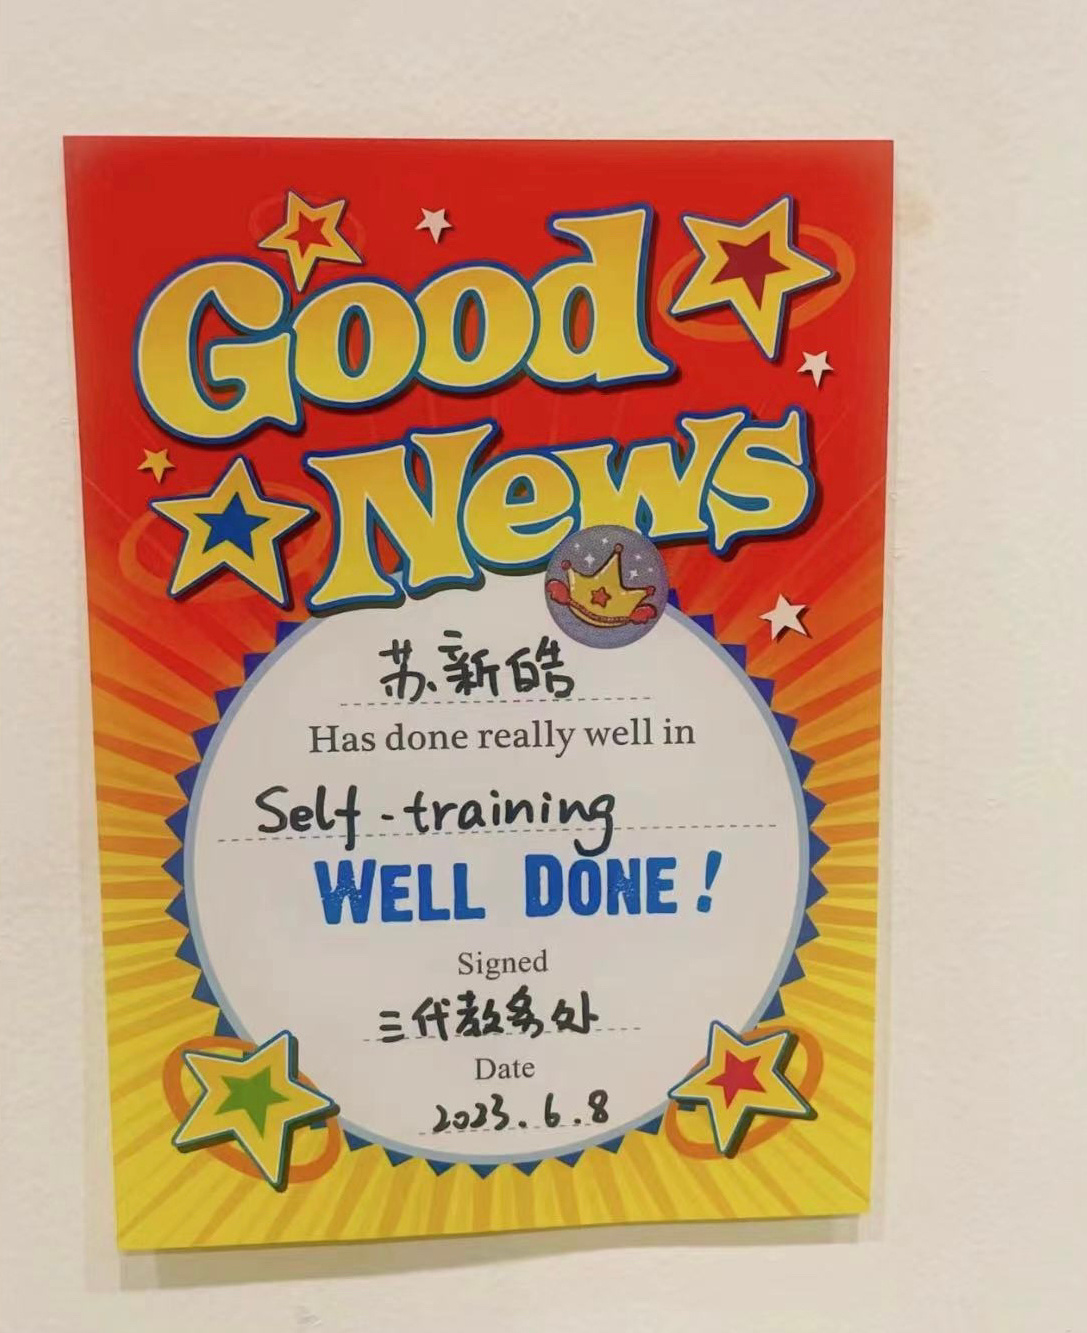 Good
News
苏新皓
Has done really well in
Self-training
WELL DONE!
Signed
三代教务处
Date
2023.6.8